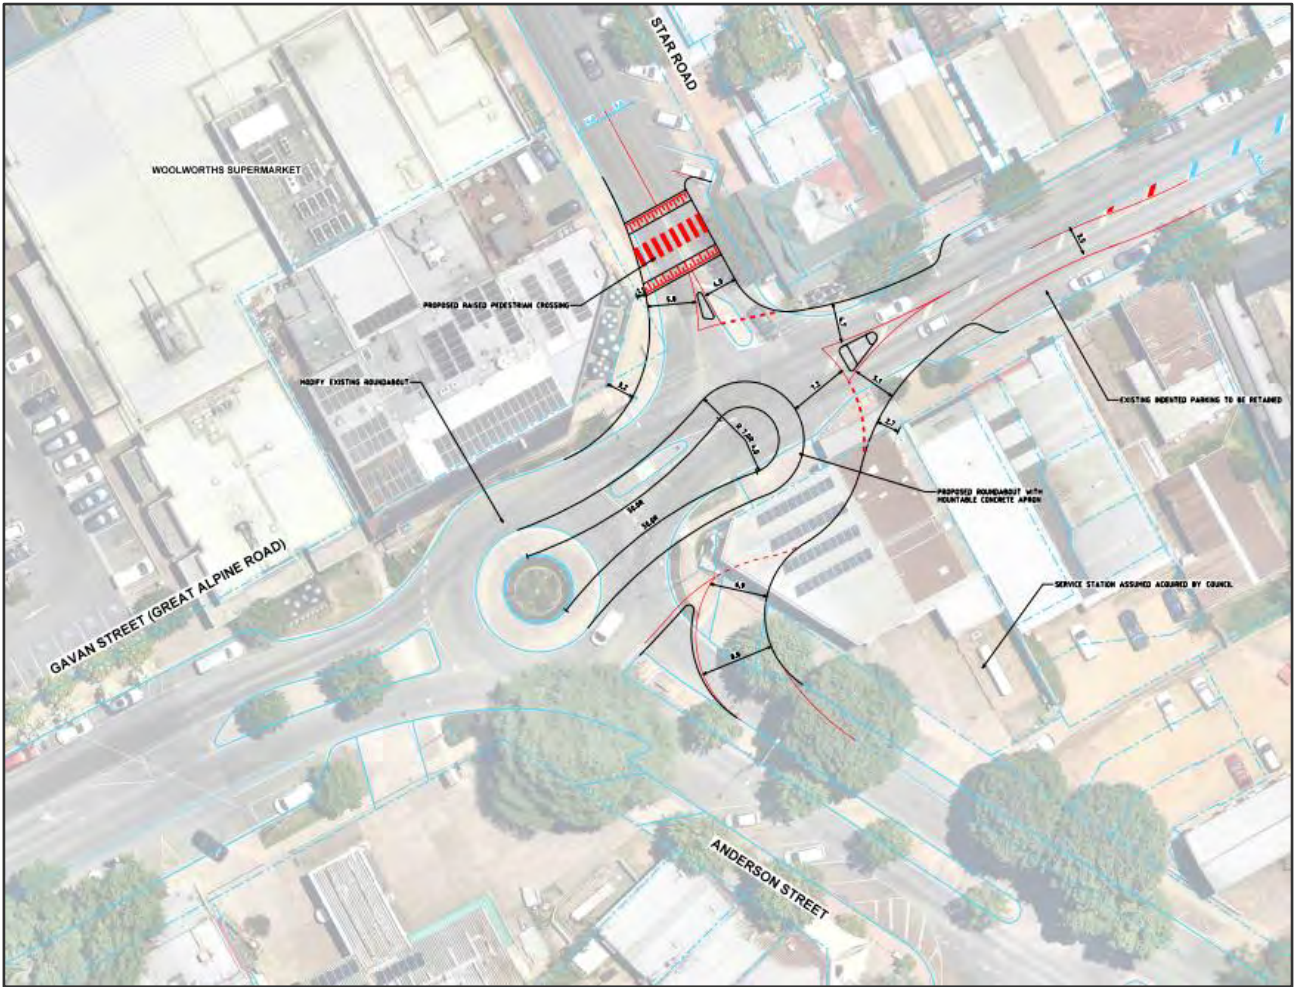 STAR ROAD
WOOLWORTHS SUPERMARKET
PROPOSED RAISED PEDESTRIAN CROSSING
MODIFY EXISTING ROUNDABOUT
EXISTING INDENTED PARKING TO BE RETAINED
PROPOSED ROUNDABOUT WITH
MOUNTABLE CONCRETE APRON
SERVICE STATION ASSUMED ACQUIRED BY COUNCIL
GAVAN STREET (GREAT ALPINE ROAD)
ANDERSON STREET